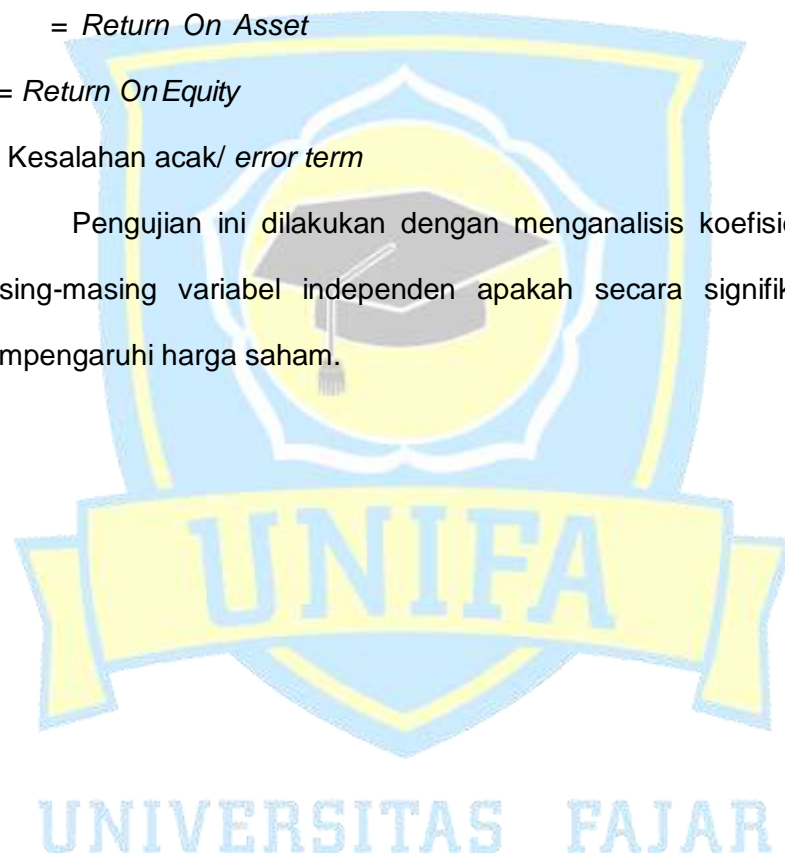 = Return On Asset
= Return On Equity
Kesalahan acak/ error term
Pengujian ini dilakukan dengan menganalisis koefisi
sing-masing variabel independen apakah secara signifik
mpengaruhi harga saham.
UNIFA
UNIVERSITAS FAJAR